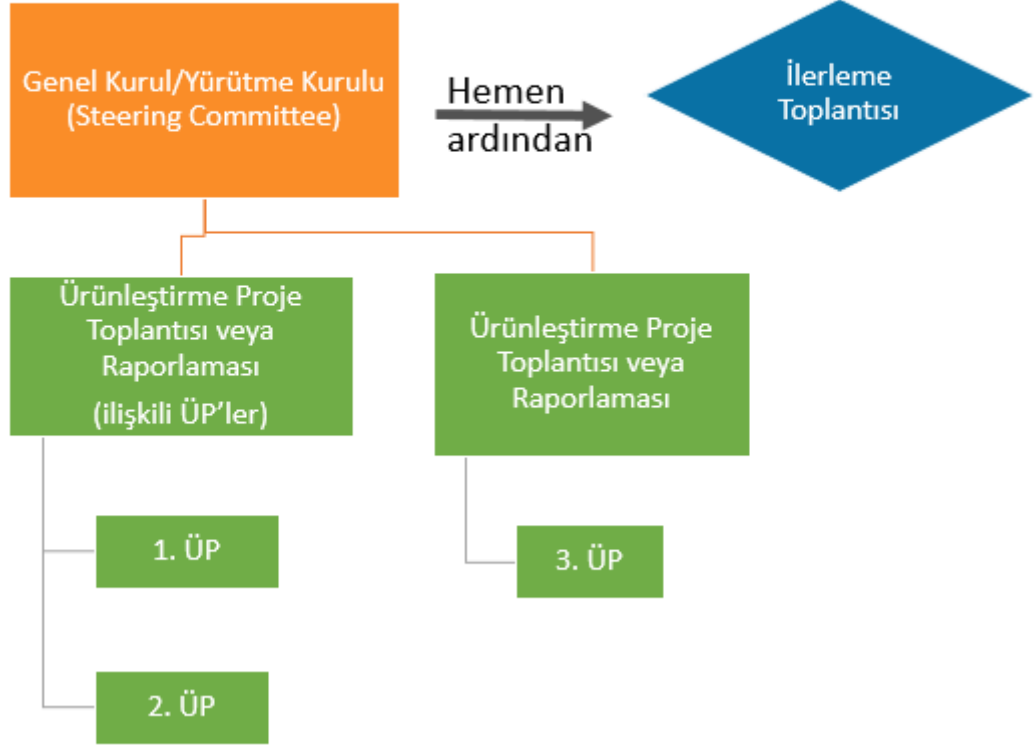 Genel Kurul/Yürütme Kurulu
(Steering Committee)
Hemen
ardından
İlerleme
Toplantısı
Ürünleştirme Proje
Toplantısı veya
Raporlaması
(ilişkili ÜP’ler)
Ürünleştirme Proje
Toplantısı veya
Raporlaması
1. ÜP
3. ÜP
2. ÜP